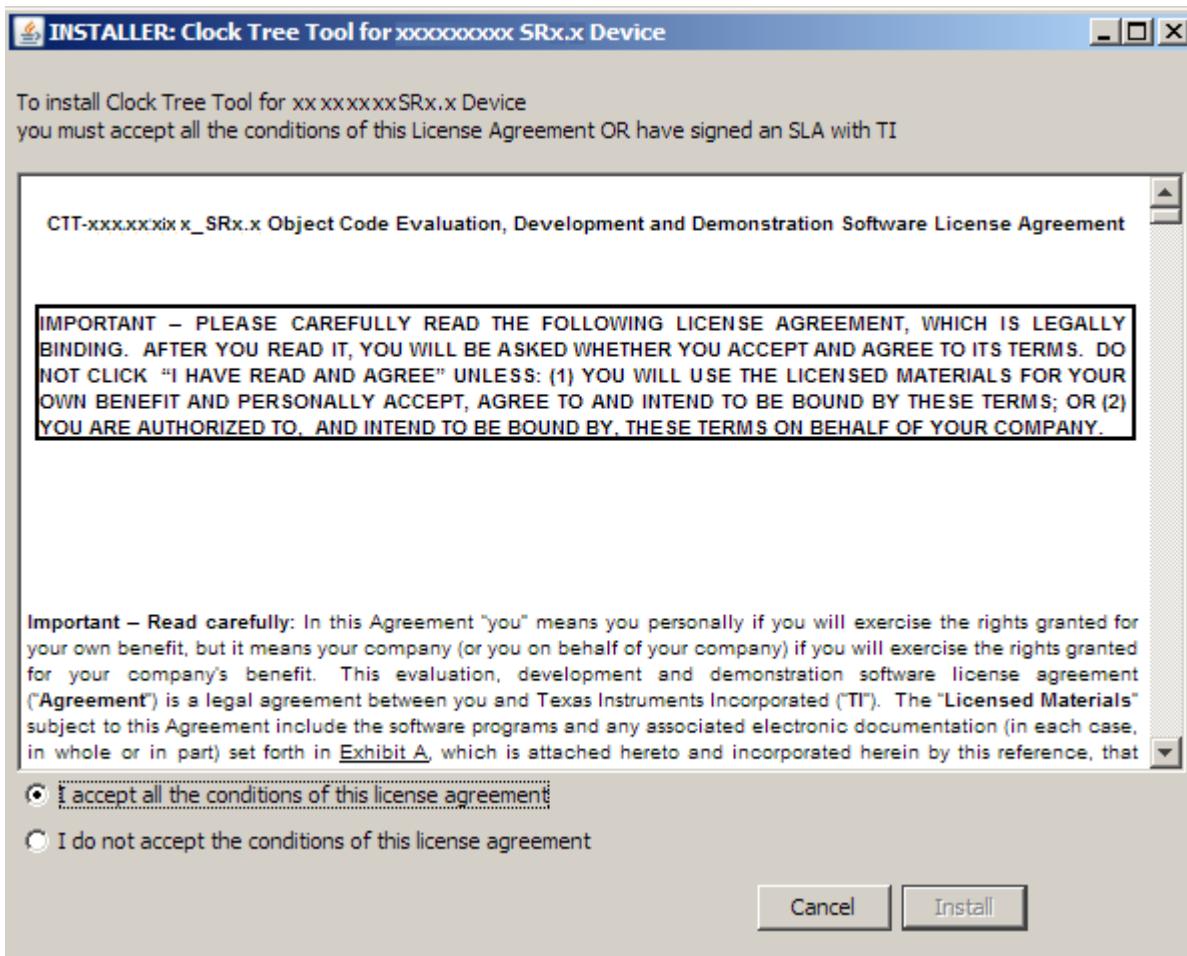 INSTALLER: Clock Tree Tool for xxxxxxxxx SRx.x Device
To install Clock Tree Tool for xx xxxxxx SRx.x Device
you must accept all the conditions of this License Agreement OR have signed an SLA with TI
CTT-xxx.xx:xix x_SRx.x Object Code Evaluation, Development and Demonstration Software License Agreement
IMPORTANT – PLEASE CAREFULLY READ THE FOLLOWING LICENSE AGREEMENT, WHICH IS LEGALLY
BINDING. AFTER YOU READ IT, YOU WILL BE ASKED WHETHER YOU ACCEPT AND AGREE TO ITS TERMS. DO
NOT CLICK “I HAVE READ AND AGREE” UNLESS: (1) YOU WILL USE THE LICENSED MATERIALS FOR YOUR
OWN BENEFIT AND PERSONALLY ACCEPT, AGREE TO AND INTEND TO BE BOUND BY THESE TERMS; OR (2)
YOU ARE AUTHORIZED TO, AND INTEND TO BE BOUND BY, THESE TERMS ON BEHALF OF YOUR COMPANY.
Important – Read carefully: In this Agreement "you" means you personally if you will exercise the rights granted for
your own benefit, but it means your company (or you on behalf of your company) if you will exercise the rights granted
for your company's benefit. This evaluation, development and demonstration software license agreement
("Agreement") is a legal agreement between you and Texas Instruments Incorporated ("TI"). The "Licensed Materials"
subject to this Agreement include the software programs and any associated electronic documentation (in each case,
in whole or in part) set forth in Exhibit A, which is attached hereto and incorporated herein by this reference, that
I accept all the conditions of this license agreement
I do not accept the conditions of this license agreement
Cancel
Install